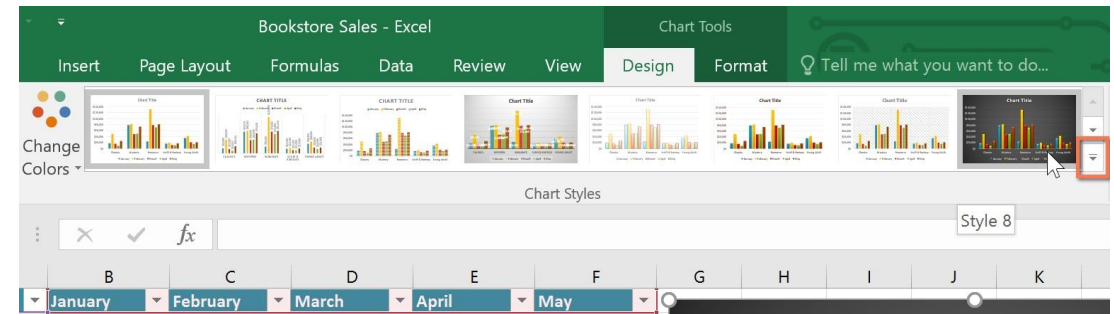 Bookstore Sales - Excel Chart Tools
Insert Page Layout Formulas Data Review View Design Format Tell me what you want to do...
Chart Title CHART TITLE CHART TITLE Chart Title Chart Title Chart Title Chart Title Chart Title
Change
Colors
Chart Styles
Style 8
fx
B C D E F G H I J K
January February March April May